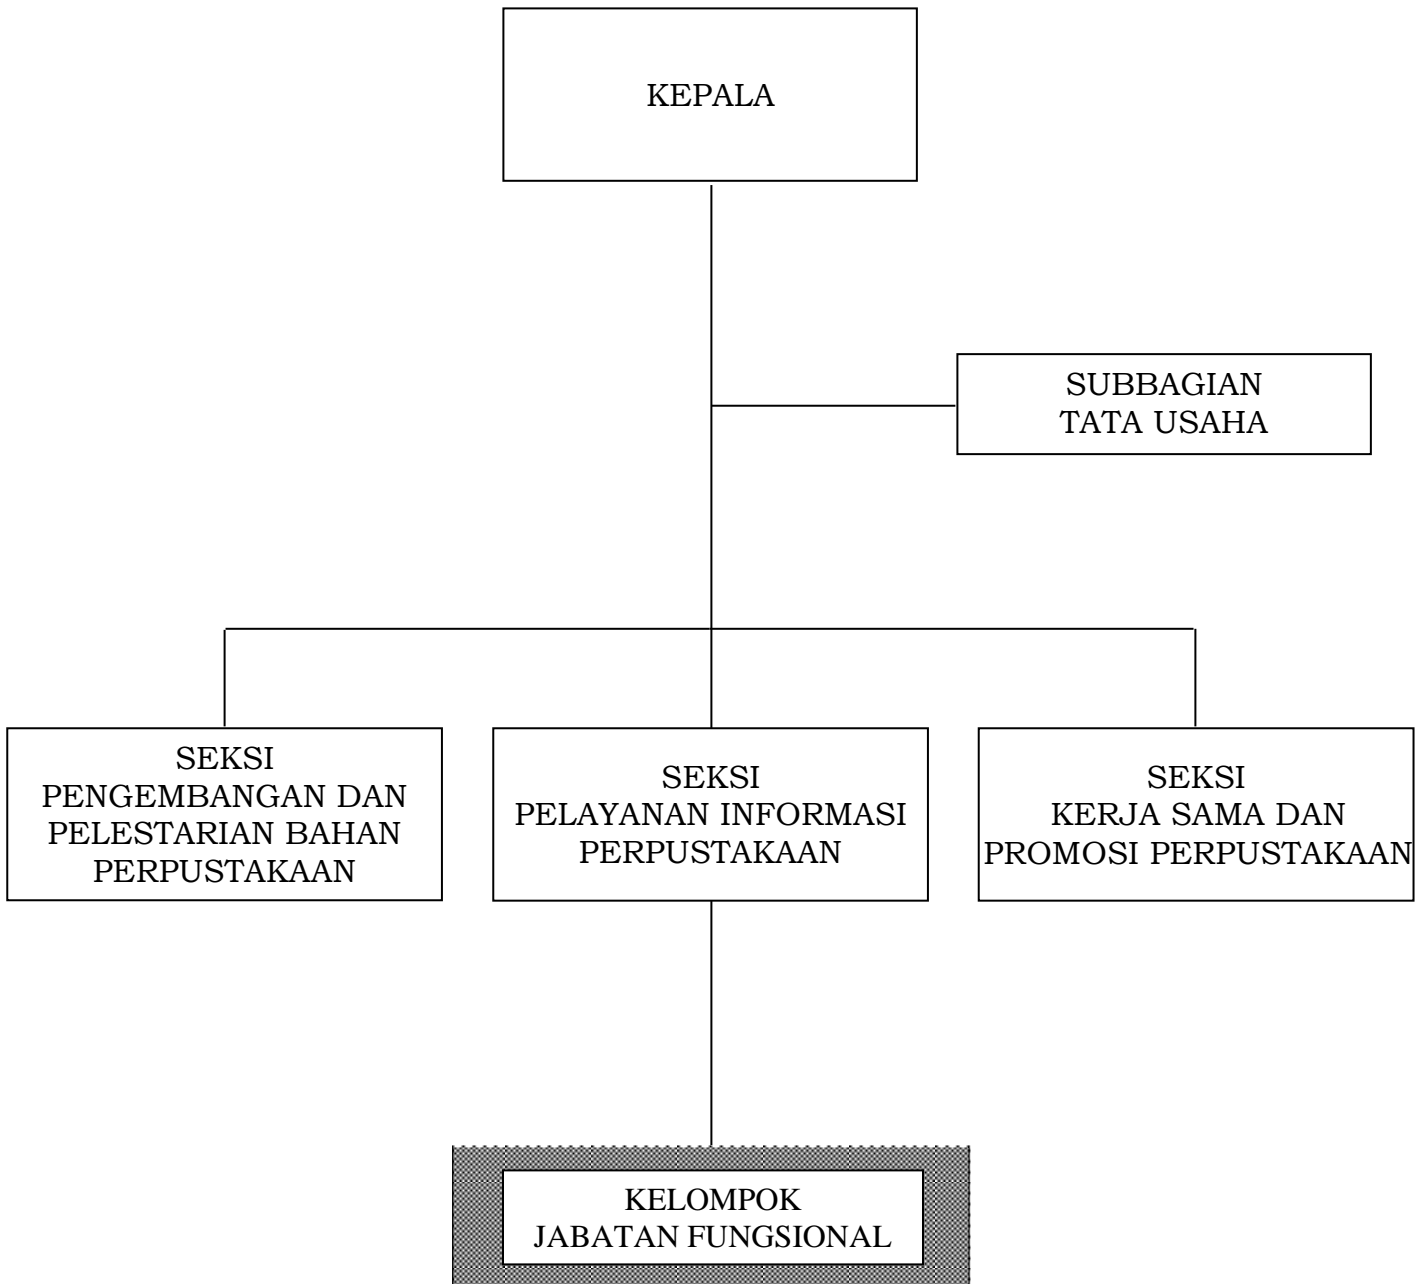 KEPALA
SUBBAGIAN
TATA USAHA
SEKSI
PENGEMBANGAN DAN
PELESTARIAN BAHAN
PERPUSTAKAAN
SEKSI
PELAYANAN INFORMASI
PERPUSTAKAAN
SEKSI
KERJA SAMA DAN
PROMOSI PERPUSTAKAAN
KELOMPOK
JABATAN FUNGSIONAL